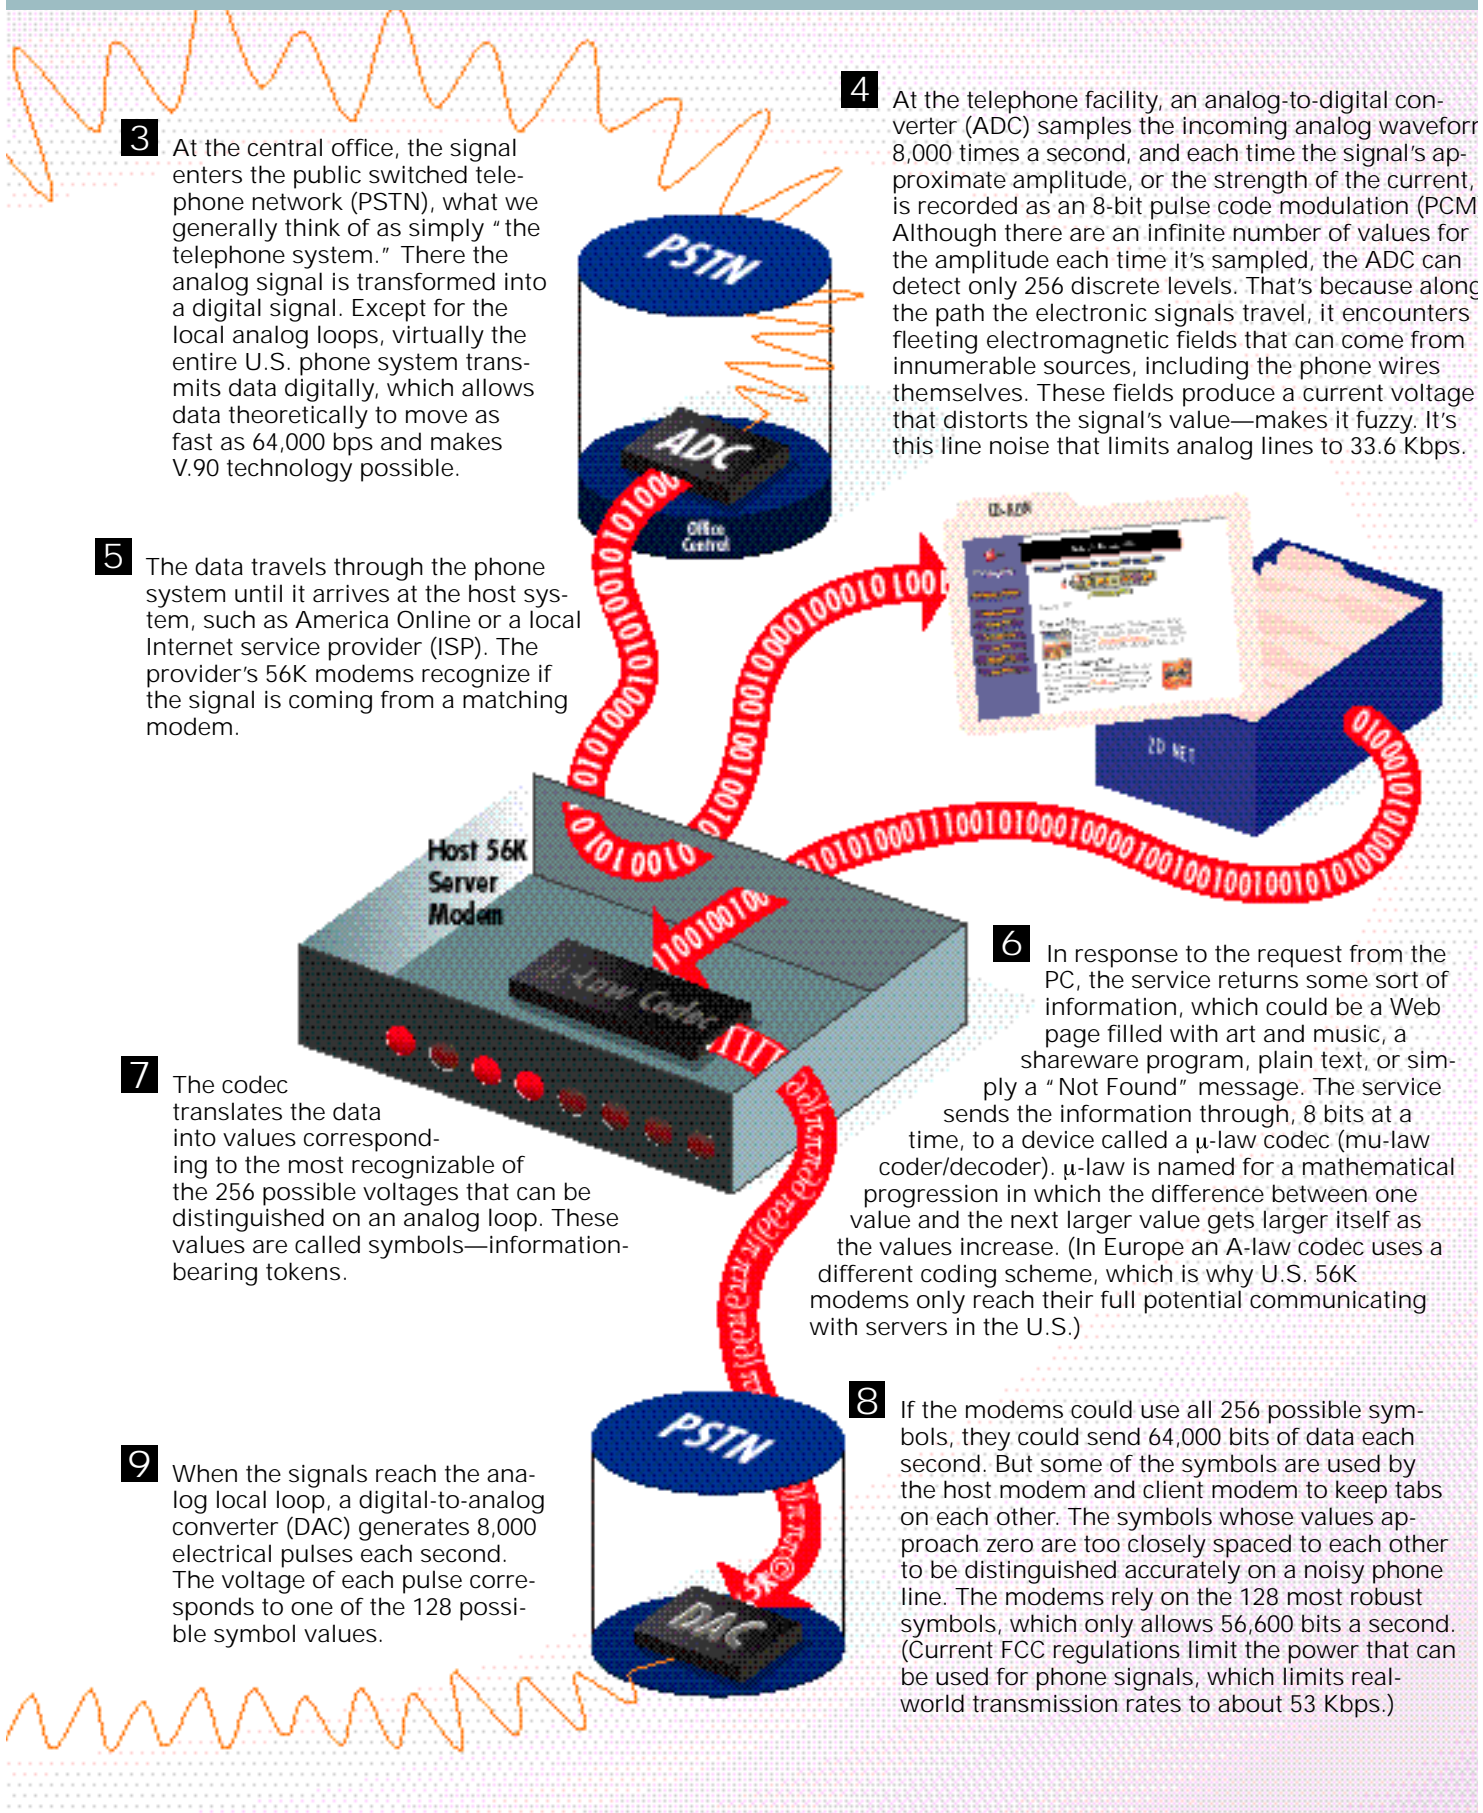 3
At the central office, the signal
enters the public switched tele-
phone network (PSTN), what we
generally think of as simply "the
telephone system." There the
analog signal is transformed into
a digital signal. Except for the
local analog loops, virtually the
entire U.S. phone system trans-
mits data digitally, which allows
data theoretically to move as
fast as 64,000 bps and makes
V.90 technology possible.
4
At the telephone facility, an analog-to-digital con-
verter (ADC) samples the incoming analog waveform
8,000 times a second, and each time the signal's ap-
proximate amplitude, or the strength of the current,
is recorded as an 8-bit pulse code modulation (PCM
Although there are an infinite number of values for
the amplitude each time it's sampled, the ADC can
detect only 256 discrete levels. That's because along
the path the electronic signals travel, it encounters
fleeting electromagnetic fields that can come from
innumerable sources, including the phone wires
themselves. These fields produce a current voltage
that distorts the signal's value—makes it fuzzy. It's
this line noise that limits analog lines to 33.6 Kbps.
PSTN
ADC
Office
Central
CD-ROM
ZD NET
5
The data travels through the phone
system until it arrives at the host sys-
tem, such as America Online or a local
Internet service provider (ISP). The
provider's 56K modems recognize if
the signal is coming from a matching
modem.
Host 56K
Server
Modem
μ-Law Codec
6
In response to the request from the
PC, the service returns some sort of
information, which could be a Web
page filled with art and music, a
shareware program, plain text, or sim-
ply a "Not Found" message. The service
sends the information through, 8 bits at a
time, to a device called a μ-law codec (mu-law
coder/decoder). μ-law is named for a mathematical
progression in which the difference between one
value and the next larger value gets larger itself as
the values increase. (In Europe an A-law codec uses a
different coding scheme, which is why U.S. 56K
modems only reach their full potential communicating
with servers in the U.S.)
7
The codec
translates the data
into values correspond-
ing to the most recognizable of
the 256 possible voltages that can be
distinguished on an analog loop. These
values are called symbols—information-
bearing tokens.
8
If the modems could use all 256 possible sym-
bols, they could send 64,000 bits of data each
second. But some of the symbols are used by
the host modem and client modem to keep tabs
on each other. The symbols whose values ap-
proach zero are too closely spaced to each other
to be distinguished accurately on a noisy phone
line. The modems rely on the 128 most robust
symbols, which only allows 56,600 bits a second.
(Current FCC regulations limit the power that can
be used for phone signals, which limits real-
world transmission rates to about 53 Kbps.)
PSTN
DAC
9
When the signals reach the ana-
log local loop, a digital-to-analog
converter (DAC) generates 8,000
electrical pulses each second.
The voltage of each pulse corre-
sponds to one of the 128 possi-
ble symbol values.